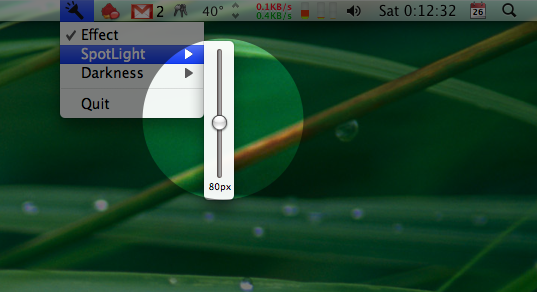 2 40° 0.1KB/s 0.4KB/s Sat 0:12:32 26
Effect
SpotLight
Darkness
Quit
80px